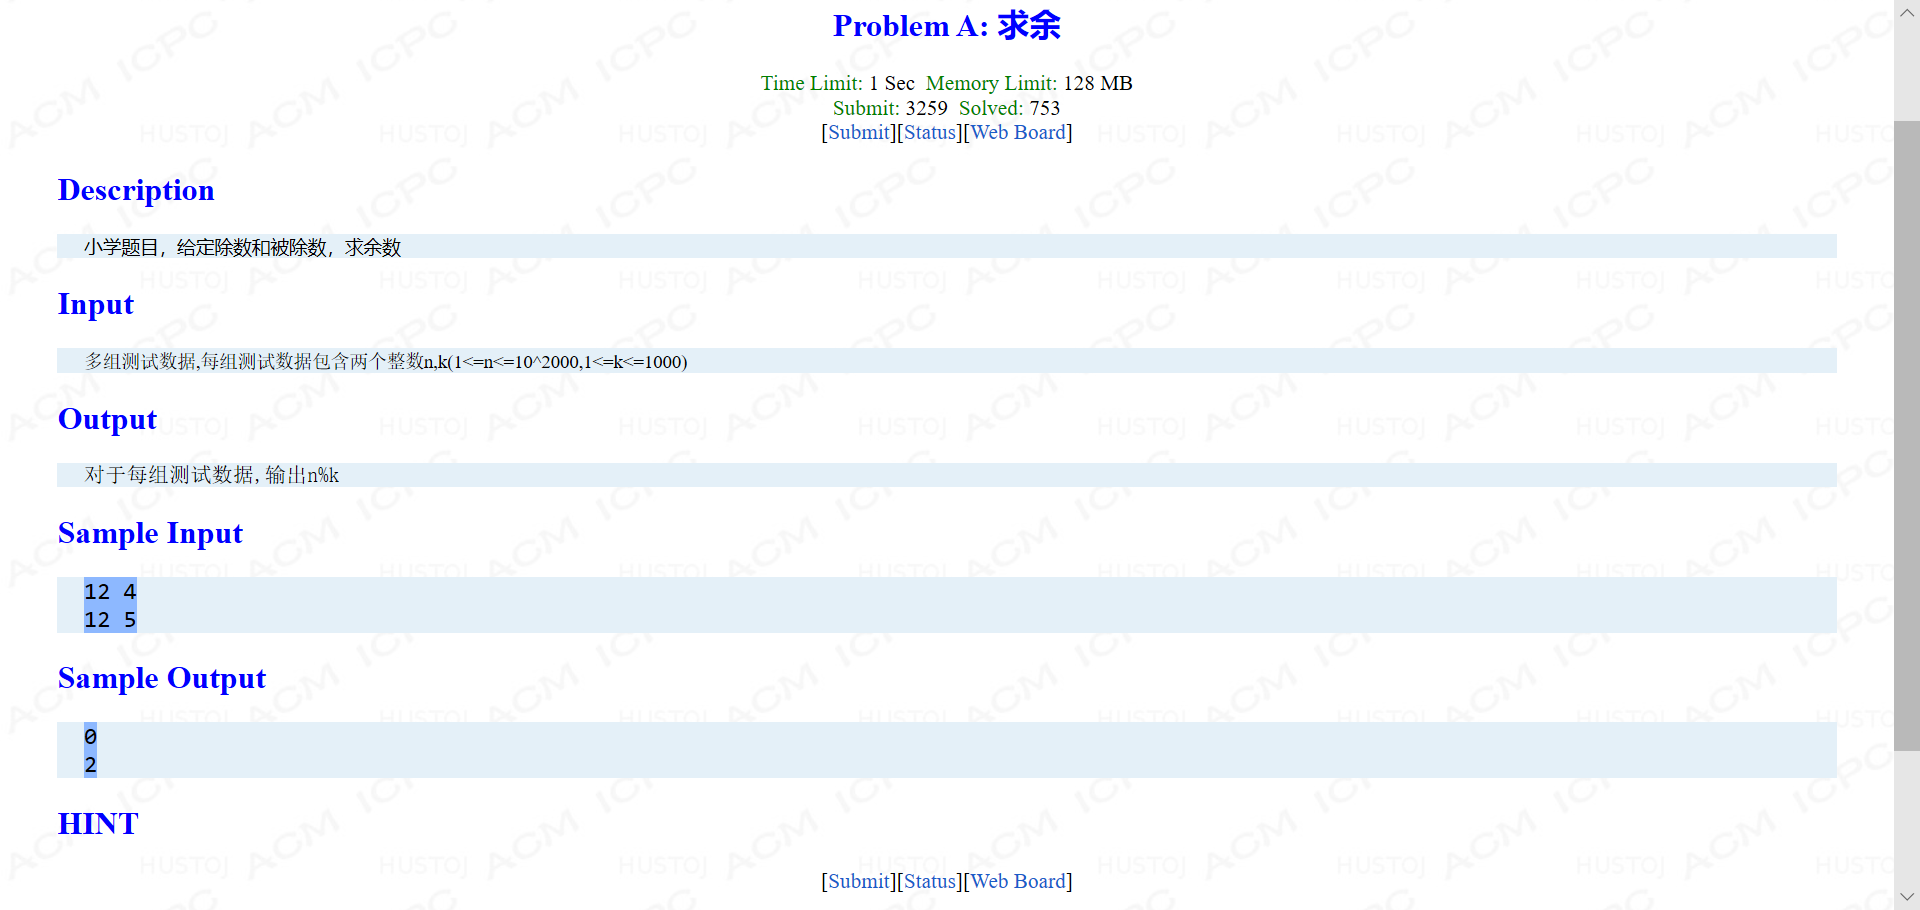 Problem A: 求余
Time Limit: 1 Sec  Memory Limit: 128 MB
Submit: 3259  Solved: 753
[Submit][Status][Web Board]
Description
小学题目，给定除数和被除数，求余数
Input
多组测试数据,每组测试数据包含两个整数n,k(1<=n<=10^2000,1<=k<=1000)
Output
对于每组测试数据,输出n%k
Sample Input
12 4
12 5
Sample Output
0
2
HINT
[Submit][Status][Web Board]